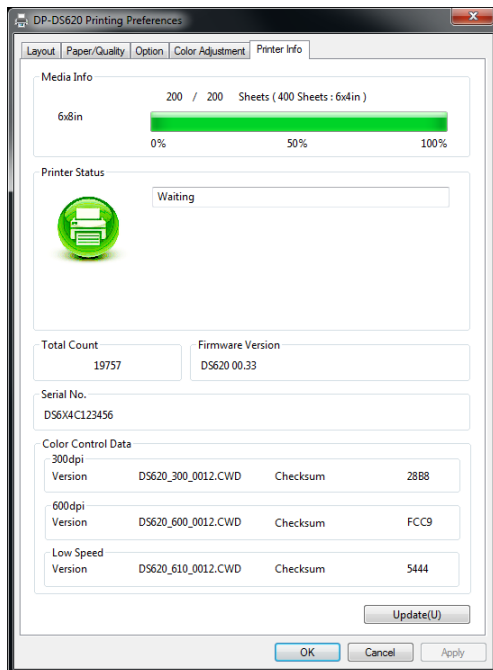 DP-DS620 Printing Preferences
Layout Paper/Quality Option Color Adjustment Printer Info
Media Info
200 / 200 Sheets ( 400 Sheets : 6x4in )
6x8in
0% 50% 100%
Printer Status
Waiting
Total Count Firmware Version
19757 DS620 00.33
Serial No.
DS6X4C123456
Color Control Data
300dpi
Version DS620_300_0012.CWD Checksum 28B8
600dpi
Version DS620_600_0012.CWD Checksum FCC9
Low Speed
Version DS620_610_0012.CWD Checksum 5444
Update(U)
OK Cancel Apply